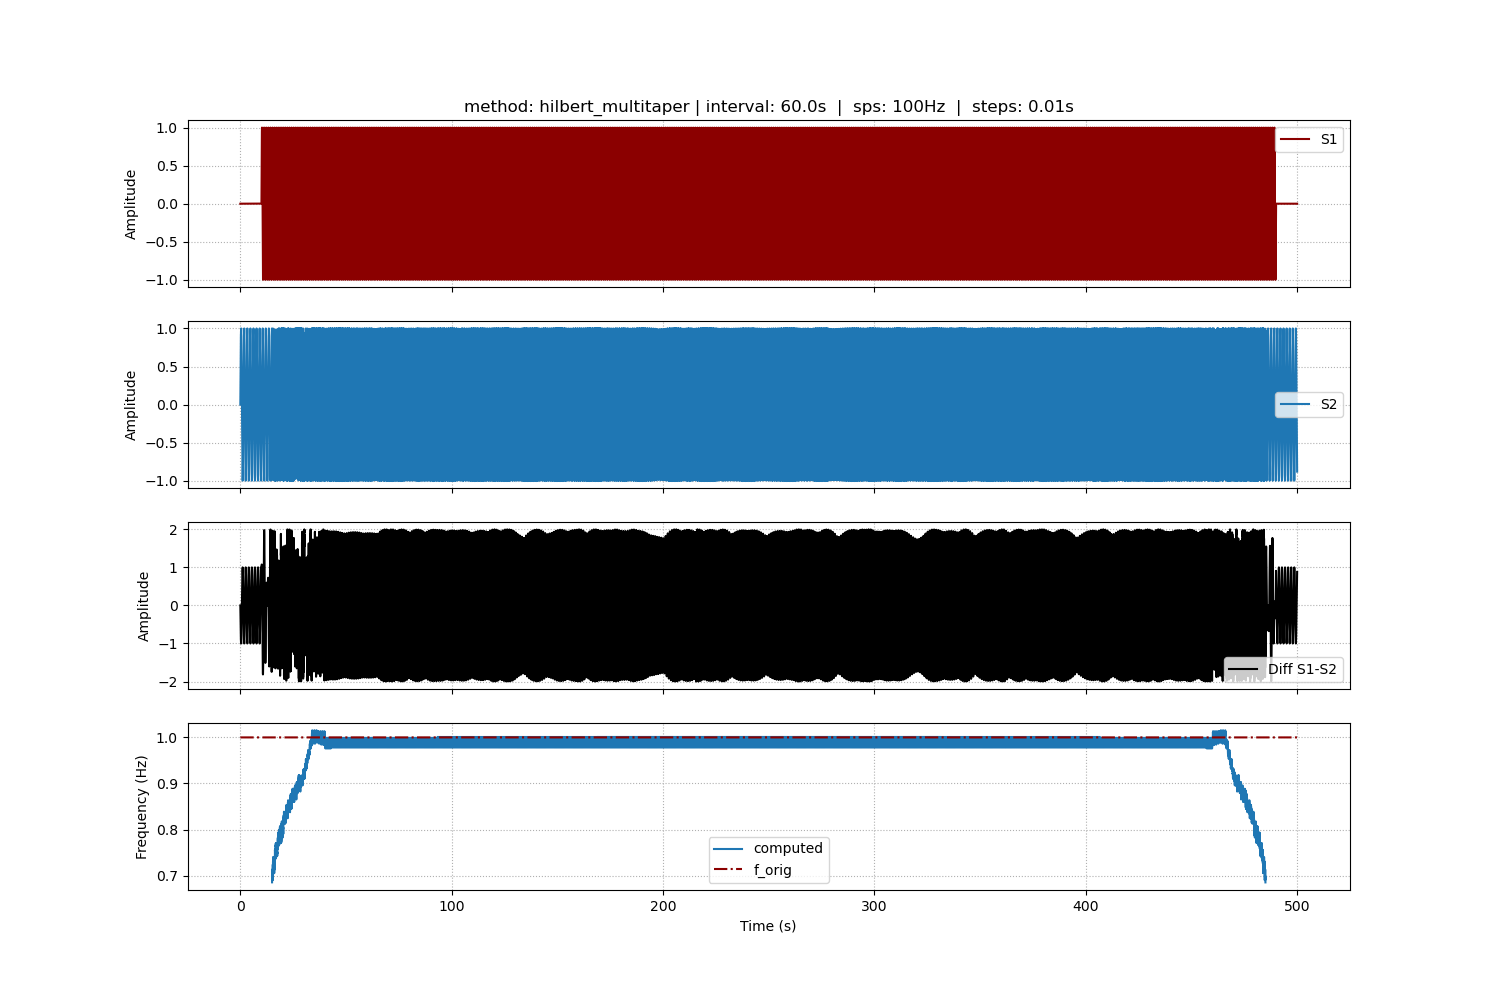 method: hilbert_multitaper | interval: 60.0s  |  sps: 100Hz  |  steps: 0.01s
1.0
0.5
0.0
−0.5
−1.0
Amplitude
S1
1.0
0.5
0.0
−0.5
−1.0
Amplitude
S2
2
1
0
−1
−2
Amplitude
Diff S1-S2
1.0
0.9
0.8
0.7
Frequency (Hz)
computed
f_orig
0
100
200
300
400
500
Time (s)